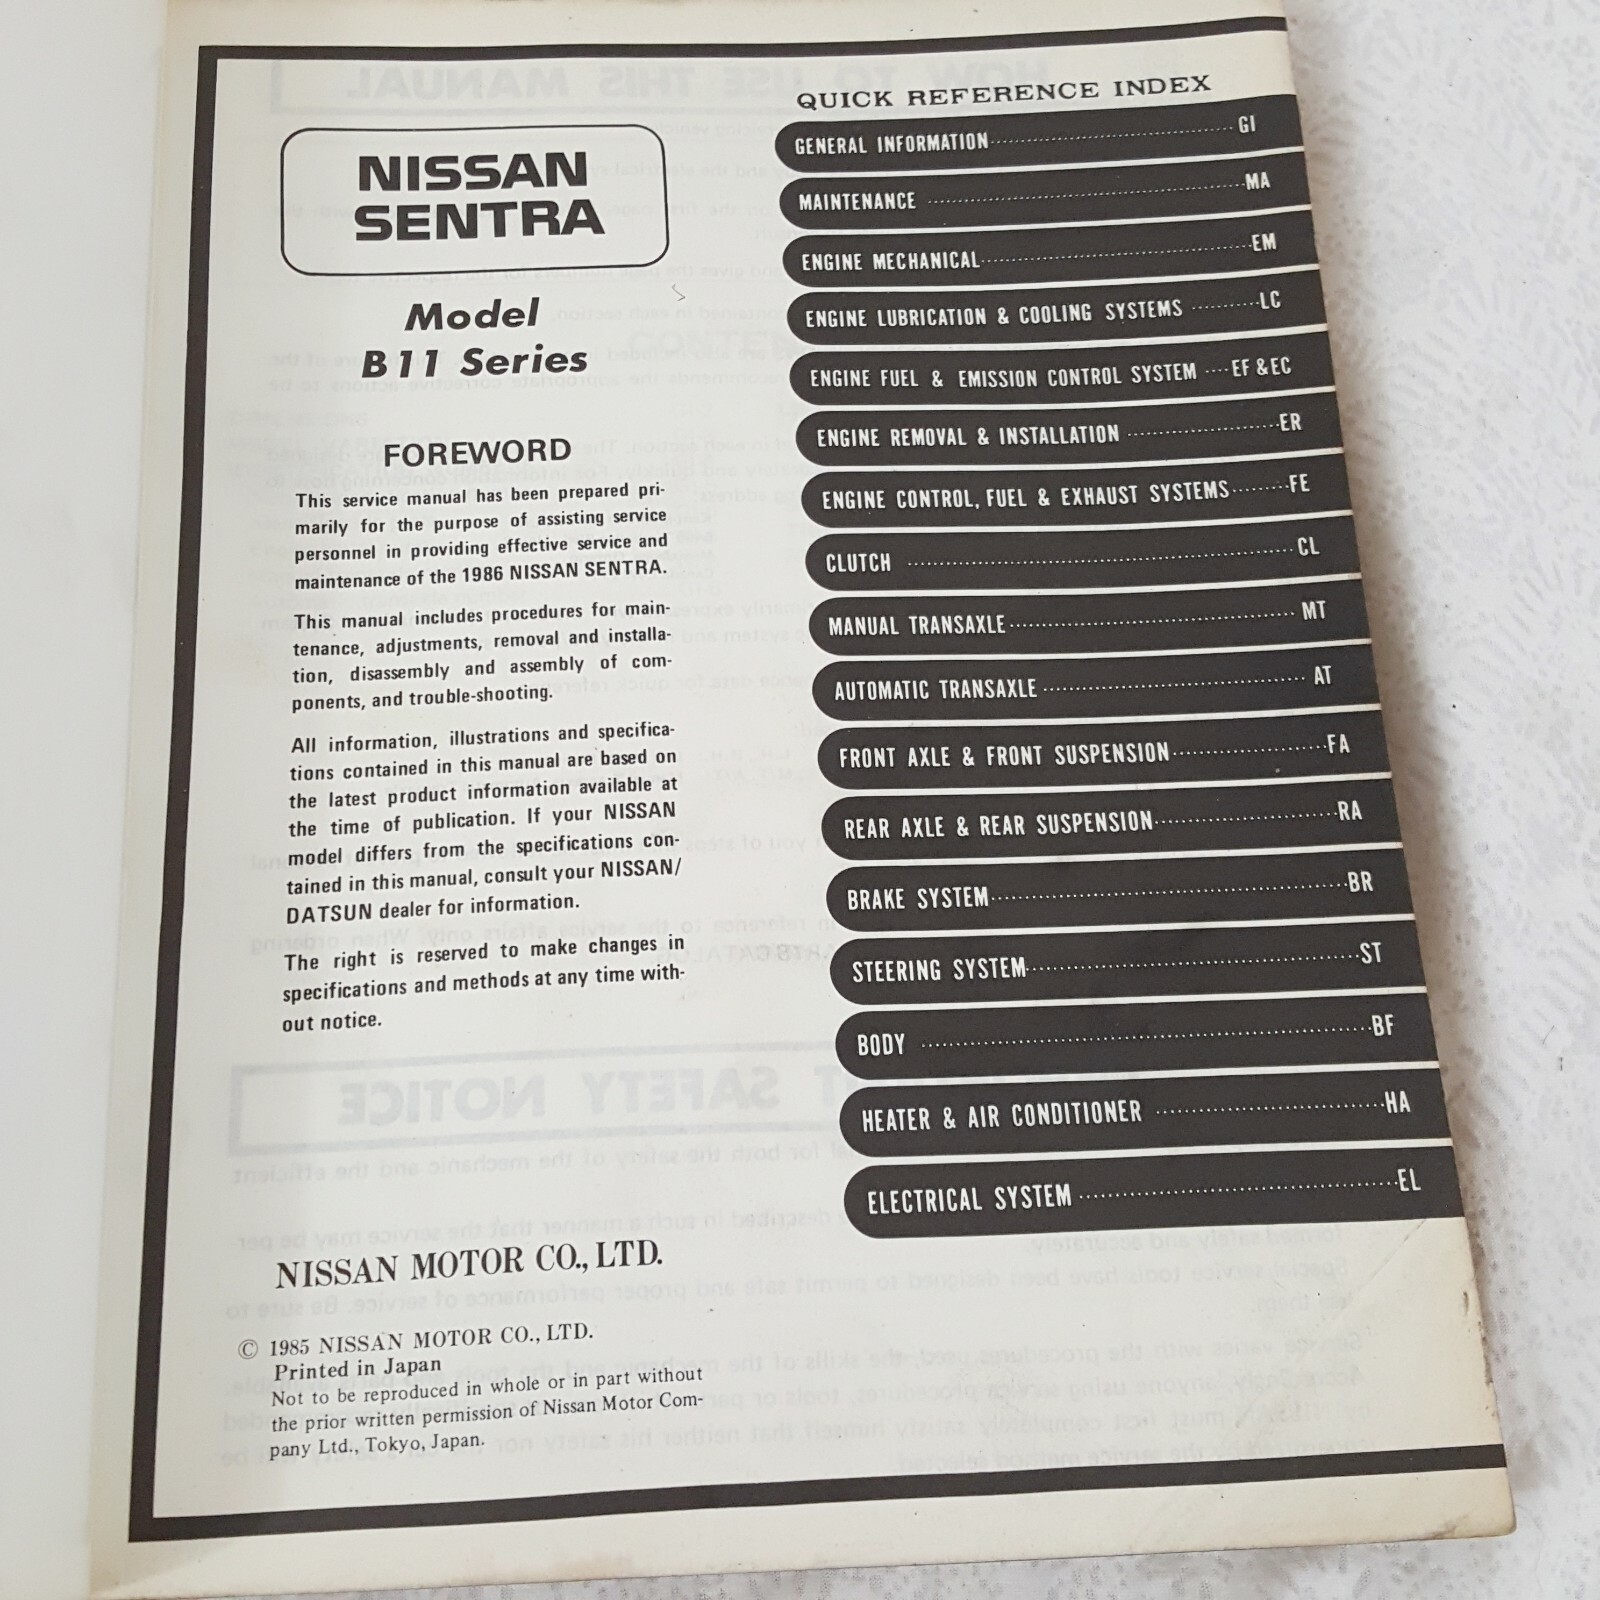 NISSAN
SENTRA
Model
B11 Series
FOREWORD
This service manual has been prepared pri-
marily for the purpose of assisting service
personnel in providing effective service and
maintenance of the 1986 NISSAN SENTRA.
This manual includes procedures for main-
tenance, adjustments, removal and installa-
tion, disassembly and assembly of com-
ponents, and trouble-shooting.
All information, illustrations and specifica-
tions contained in this manual are based on
the latest product information available at
the time of publication. If your NISSAN
model differs from the specifications con-
tained in this manual, consult your NISSAN/
DATSUN dealer for information.
The right is reserved to make changes in
specifications and methods at any time with-
out notice.
NISSAN MOTOR CO., LTD.
© 1985 NISSAN MOTOR CO., LTD.
Printed in Japan
Not to be reproduced in whole or in part without
the prior written permission of Nissan Motor Com-
pany Ltd., Tokyo, Japan.
QUICK REFERENCE INDEX
GENERAL INFORMATION GI
MAINTENANCE MA
ENGINE MECHANICAL EM
ENGINE LUBRICATION & COOLING SYSTEMS LC
ENGINE FUEL & EMISSION CONTROL SYSTEM EF & EC
ENGINE REMOVAL & INSTALLATION ER
ENGINE CONTROL, FUEL & EXHAUST SYSTEMS FE
CLUTCH CL
MANUAL TRANSAXLE MT
AUTOMATIC TRANSAXLE AT
FRONT AXLE & FRONT SUSPENSION FA
REAR AXLE & REAR SUSPENSION RA
BRAKE SYSTEM BR
STEERING SYSTEM ST
BODY BF
HEATER & AIR CONDITIONER HA
ELECTRICAL SYSTEM EL